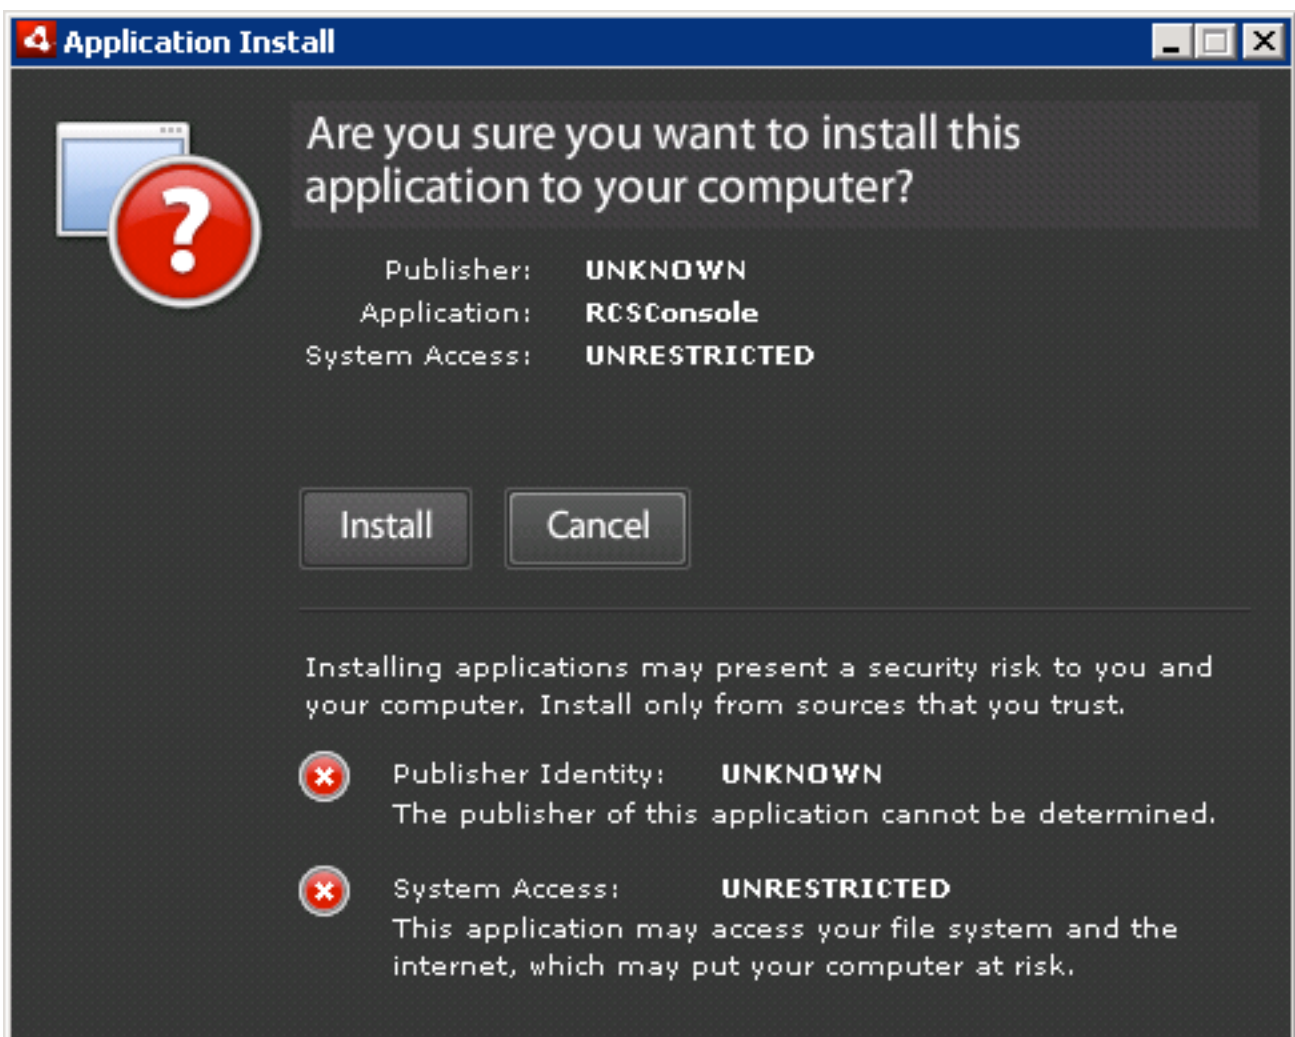 Application Install
Are you sure you want to install this
application to your computer?
Publisher: UNKNOWN
Application: RCSConsole
System Access: UNRESTRICTED
Install Cancel
Installing applications may present a security risk to you and
your computer. Install only from sources that you trust.
Publisher Identity: UNKNOWN
The publisher of this application cannot be determined.
System Access: UNRESTRICTED
This application may access your file system and the
internet, which may put your computer at risk.